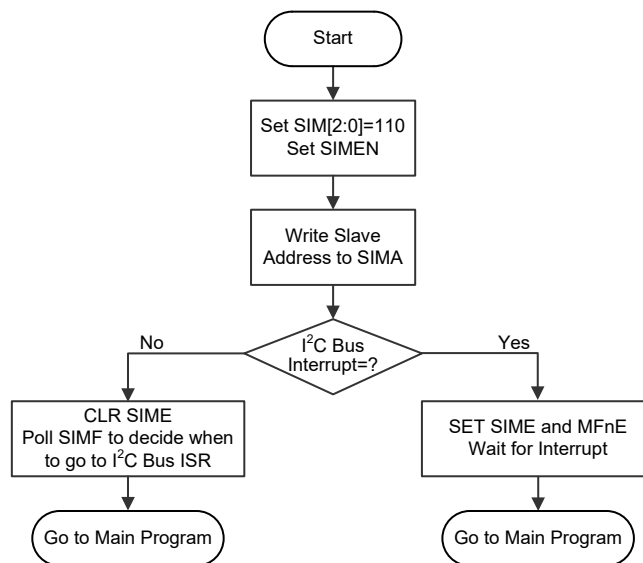 Start
Set SIM[2:0]=110
Set SIMEN
Write Slave
Address to SIMA
I²C Bus
Interrupt=?
No
Yes
CLR SIME
Poll SIMF to decide when
to go to I²C Bus ISR
SET SIME and MFnE
Wait for Interrupt
Go to Main Program
Go to Main Program